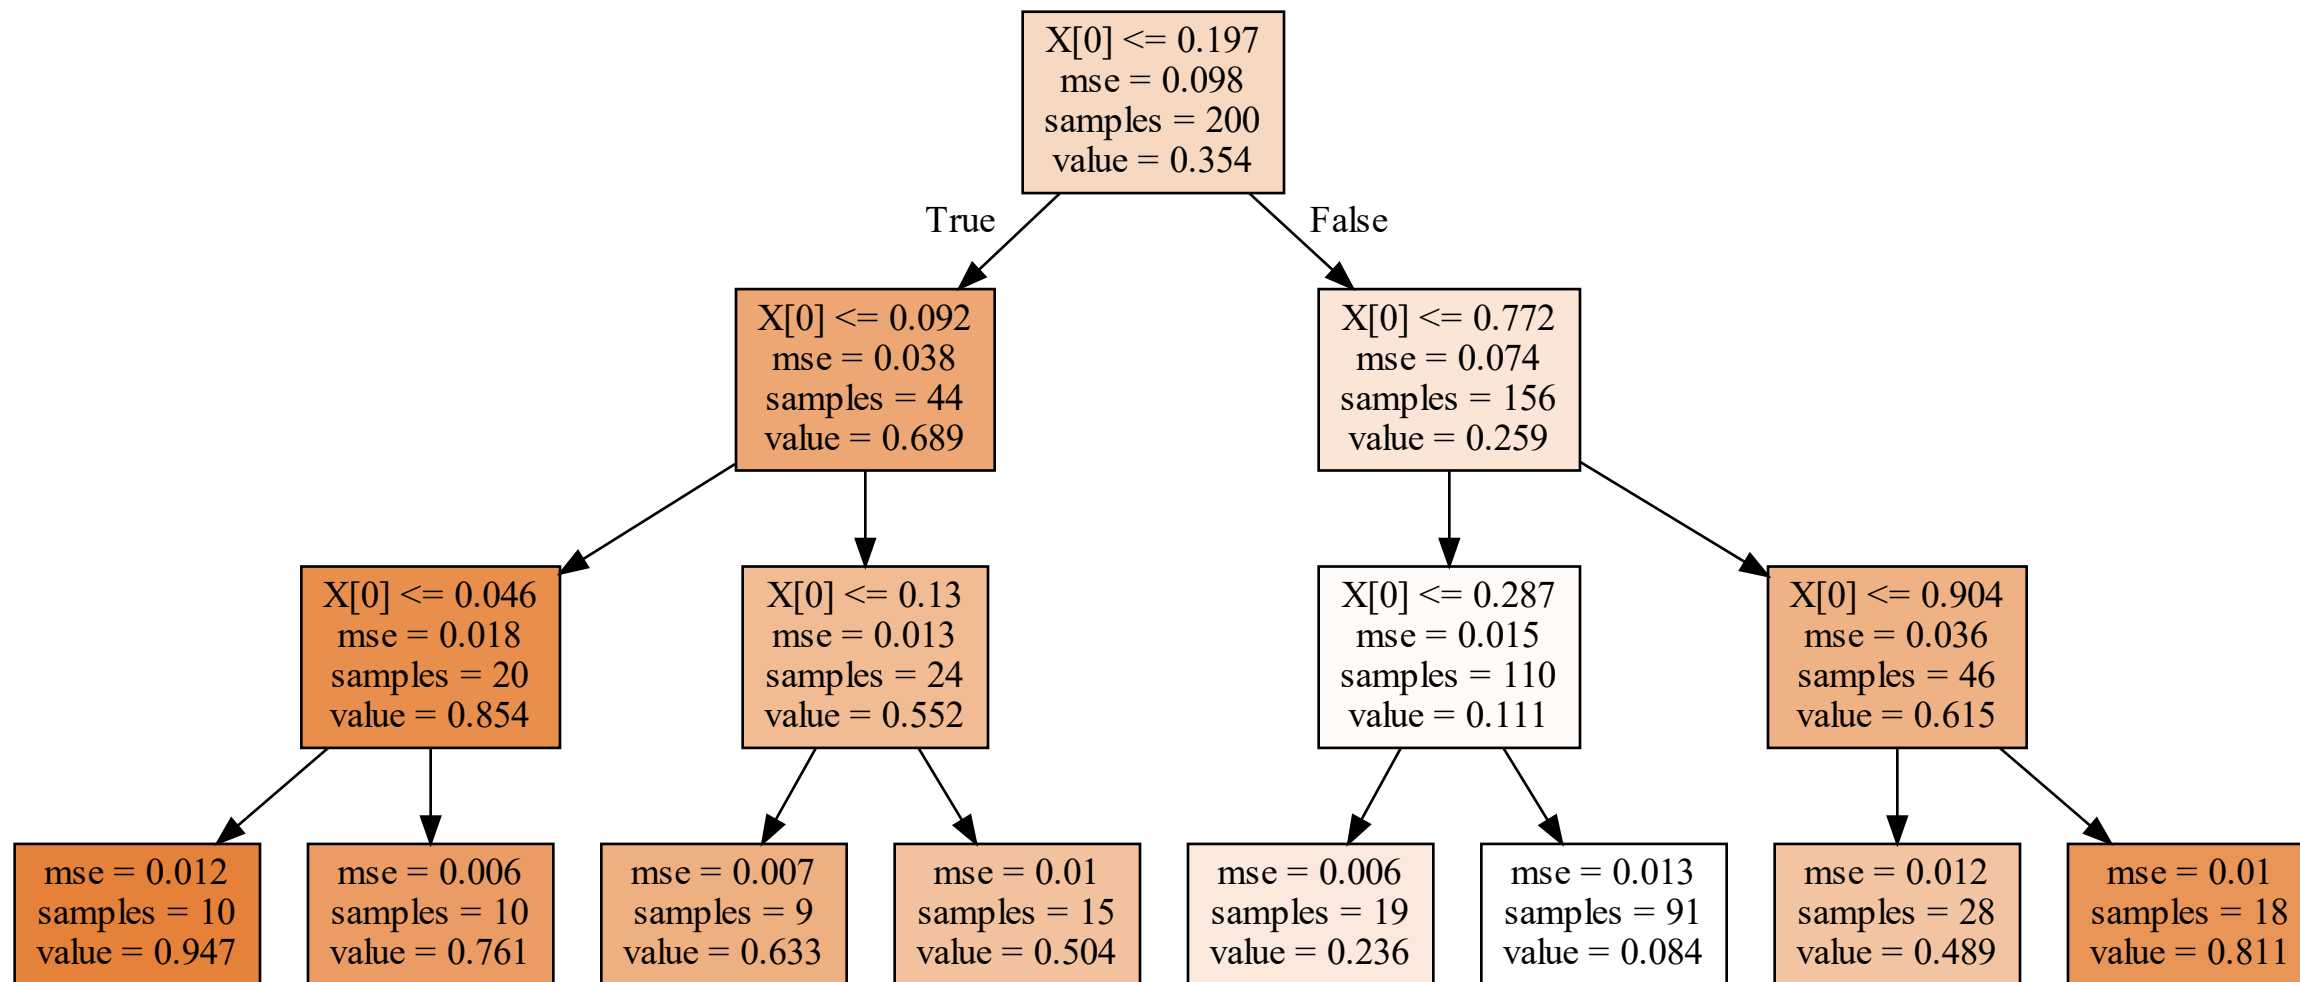 X[0] <= 0.197
mse = 0.098
samples = 200
value = 0.354
True
False
X[0] <= 0.092
mse = 0.038
samples = 44
value = 0.689
X[0] <= 0.772
mse = 0.074
samples = 156
value = 0.259
X[0] <= 0.046
mse = 0.018
samples = 20
value = 0.854
X[0] <= 0.13
mse = 0.013
samples = 24
value = 0.552
X[0] <= 0.287
mse = 0.015
samples = 110
value = 0.111
X[0] <= 0.904
mse = 0.036
samples = 46
value = 0.615
mse = 0.012
samples = 10
value = 0.947
mse = 0.006
samples = 10
value = 0.761
mse = 0.007
samples = 9
value = 0.633
mse = 0.01
samples = 15
value = 0.504
mse = 0.006
samples = 19
value = 0.236
mse = 0.013
samples = 91
value = 0.084
mse = 0.012
samples = 28
value = 0.489
mse = 0.01
samples = 18
value = 0.811